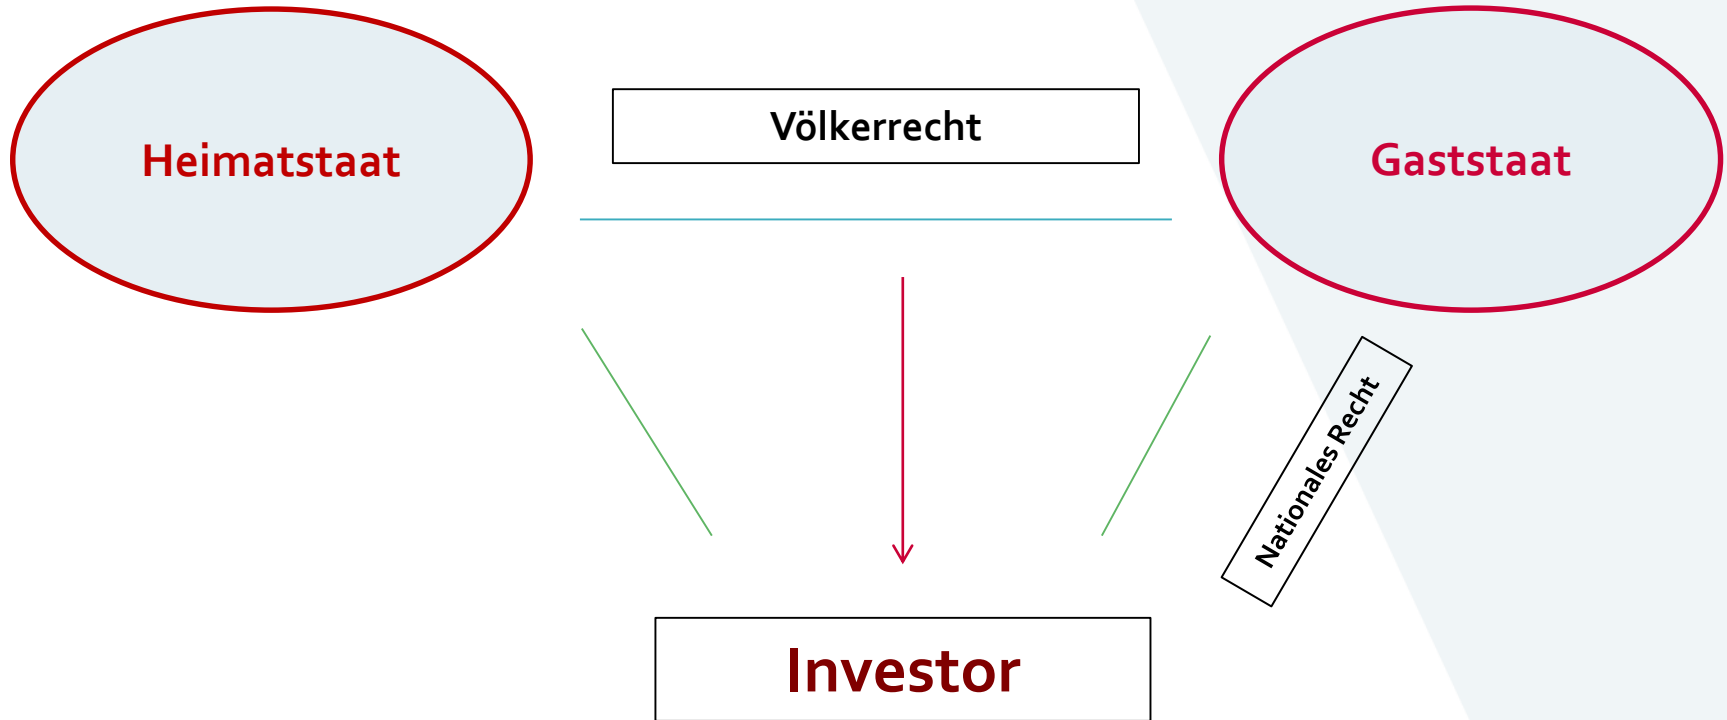 Völkerrecht
Heimatstaat
Gaststaat
Nationales Recht
Investor